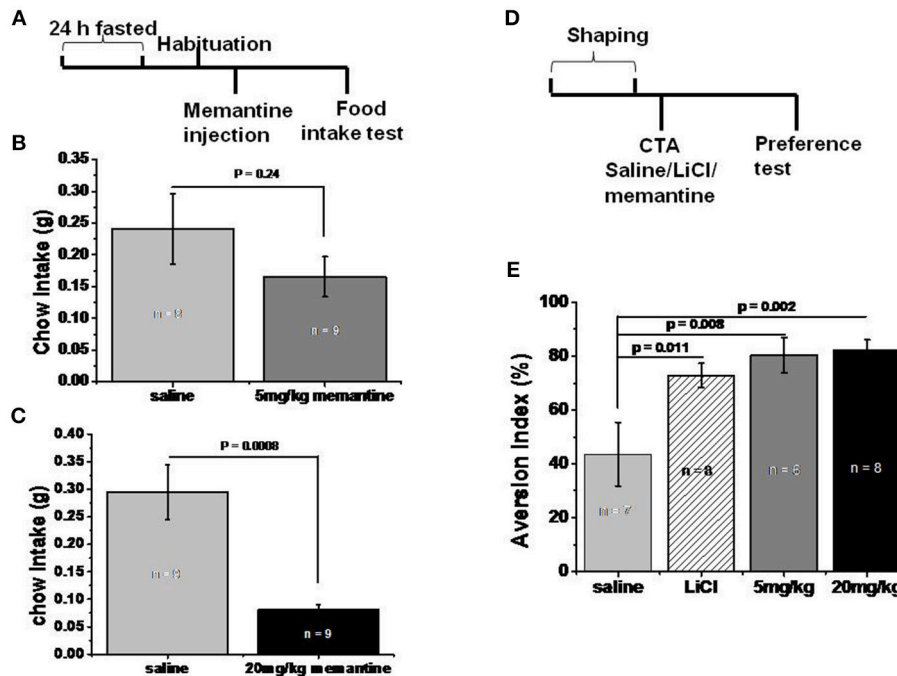 A
24 h fasted
Habituation
Memantine
injection
Food
intake test
B
Chow Intake (g)
0.35
0.30
0.25
0.20
0.15
0.10
0.05
0.00
P = 0.24
n = 9
saline
5mg/kg memantine
C
chow Intake (g)
0.40
0.35
0.30
0.25
0.20
0.15
0.10
0.05
0.00
P = 0.0008
n = 9
n = 9
saline
20mg/kg memantine
D
Shaping
CTA
Saline/LiCl/
memantine
Preference
test
E
Aversion Index (%)
100
80
60
40
20
0
p = 0.002
p = 0.008
p = 0.011
n = 7
n = 8
n = 6
n = 8
saline
LiCl
5mg/kg
20mg/kg